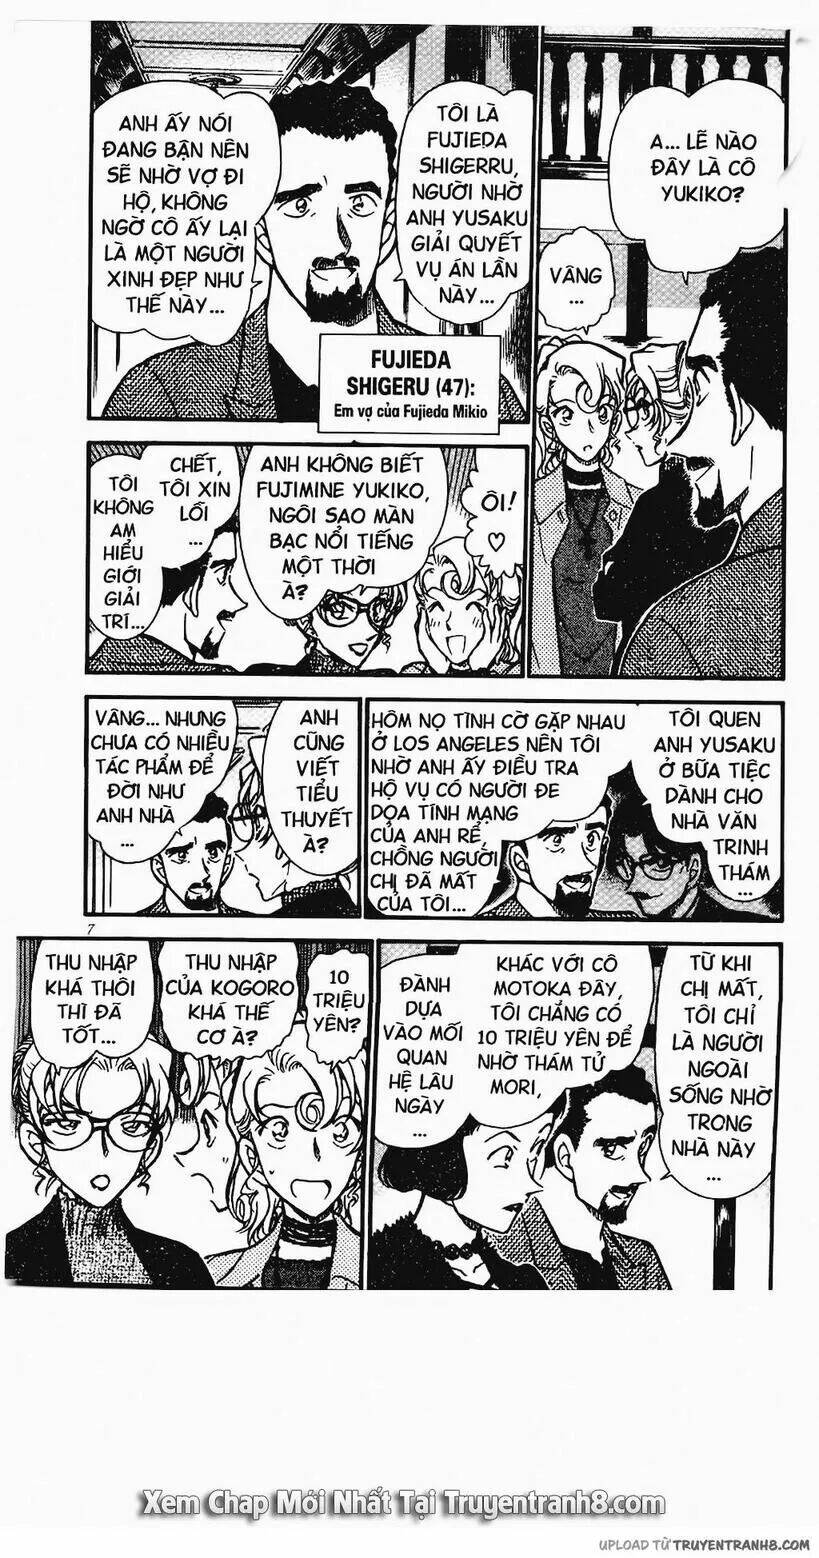 A... LẼ NÀO
ĐÂY LÀ CÔ
YUKIKO?
VÂNG
...
TÔI LÀ
FUJIEDA
SHIGERRU,
NGƯỜI NHỜ
ANH YUSAKU
GIẢI QUYẾT
VỤ ÁN LẦN
NÀY...
ANH ẤY NÓI
ĐANG BẬN NÊN
SẼ NHỜ VỢ ĐI
HỘ, KHÔNG
NGỜ CÔ ẤY LẠI
LÀ MỘT NGƯỜI
XINH ĐẸP NHƯ
THẾ NÀY...
FUJIEDA
SHIGERU (47):
Em vợ của Fujieda Mikio
ÔI!
♡
ANH KHÔNG BIẾT
FUJIMINE YUKIKO,
NGÔI SAO MÀN
BẠC NỔI TIẾNG
MỘT THỜI
À?
CHẾT,
TÔI XIN
LỖI
...
TÔI
KHÔNG
AM
HIỂU
GIỚI
GIẢI
TRÍ...
TÔI QUEN
ANH YUSAKU
Ở BỮA TIỆC
DÀNH CHO
NHÀ VĂN
TRINH
THÁM...
HÔM NỌ TÌNH CỜ GẶP NHAU
Ở LOS ANGELES NÊN TÔI
NHỜ ANH ẤY ĐIỀU TRA
HỘ VỤ CÓ NGƯỜI ĐE
DỌA TÍNH MẠNG
CỦA ANH RỂ,
CHỒNG NGƯỜI
CHỊ ĐÃ MẤT
CỦA TÔI...
ANH
CŨNG
VIẾT
TIỂU
THUYẾT
À?
VÂNG... NHƯNG
CHƯA CÓ NHIỀU
TÁC PHẨM ĐỂ
ĐỜI NHƯ
ANH NHÀ
...
7
TỪ KHI
CHỊ MẤT,
TÔI CHỈ
LÀ NGƯỜI
NGOÀI
SỐNG NHỜ
TRONG
NHÀ NÀY
...
KHÁC VỚI CÔ
MOTOKA ĐÂY,
TÔI CHẲNG CÓ
10 TRIỆU YÊN ĐỂ
NHỜ THÁM TỬ
MORI,
ĐÀNH
DỰA
VÀO MỐI
QUAN
HỆ LÂU
NGÀY
...
10
TRIỆU
YÊN?
THU NHẬP
CỦA KOGORO
KHÁ THẾ
CƠ À?
THU NHẬP
KHÁ THÔI
THÌ ĐÃ
TỐT...
Xem Chap Mới Nhất Tại Truyentranh8.com
UPLOAD TỪ TRUYENTRANH8.COM